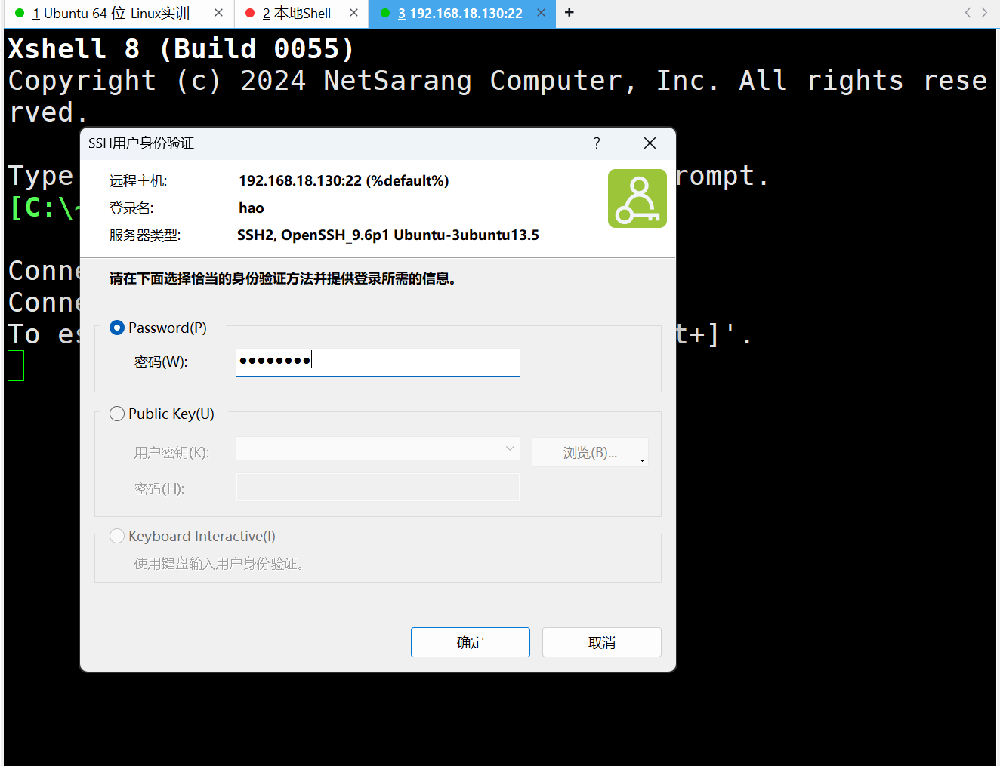 1 Ubuntu 64 位-Linux实训
2 本地Shell
3 192.168.18.130:22
Xshell 8 (Build 0055)
Copyright (c) 2024 NetSarang Computer, Inc. All rights rese
rved.
SSH用户身份验证
远程主机: 192.168.18.130:22 (%default%)
登录名: hao
服务器类型: SSH2, OpenSSH_9.6p1 Ubuntu-3ubuntu13.5
Type rompt.
[C:\~
Conne
Conne
To es t+]'.
请在下面选择恰当的身份验证方法并提供登录所需的信息。
Password(P)
密码(W): ●●●●●●●●
Public Key(U)
用户密钥(K): 浏览(B)...
密码(H):
Keyboard Interactive(I)
使用键盘输入用户身份验证。
确定 取消